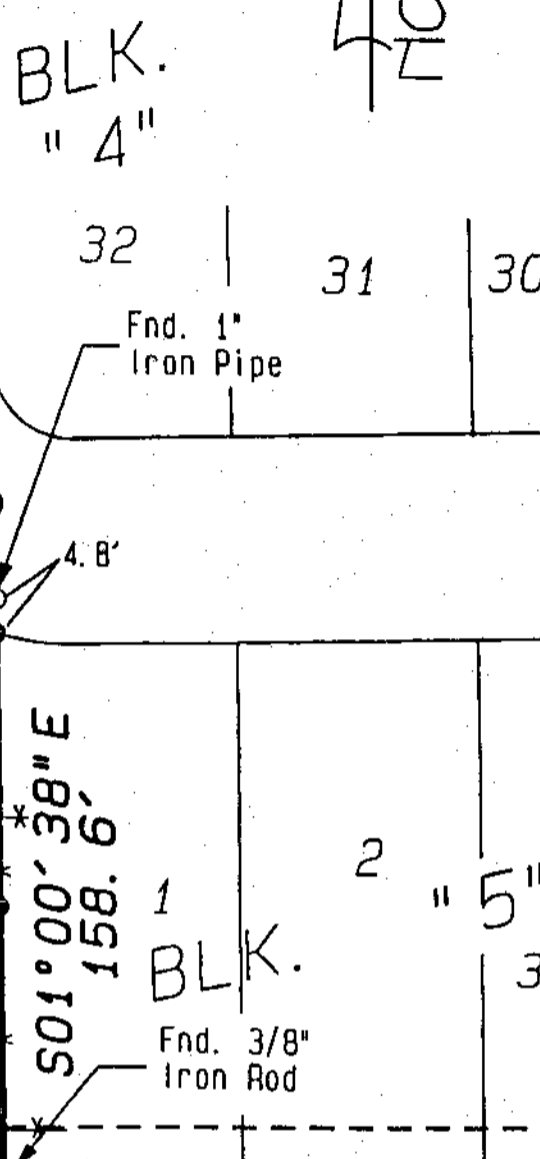 BLK.
" 4"
32
31
30
Fnd. 1"
Iron Pipe
4.8'
S01°00'38"E
158.6'
1
2
"5"
BLK.
3
Fnd. 3/8"
Iron Rod